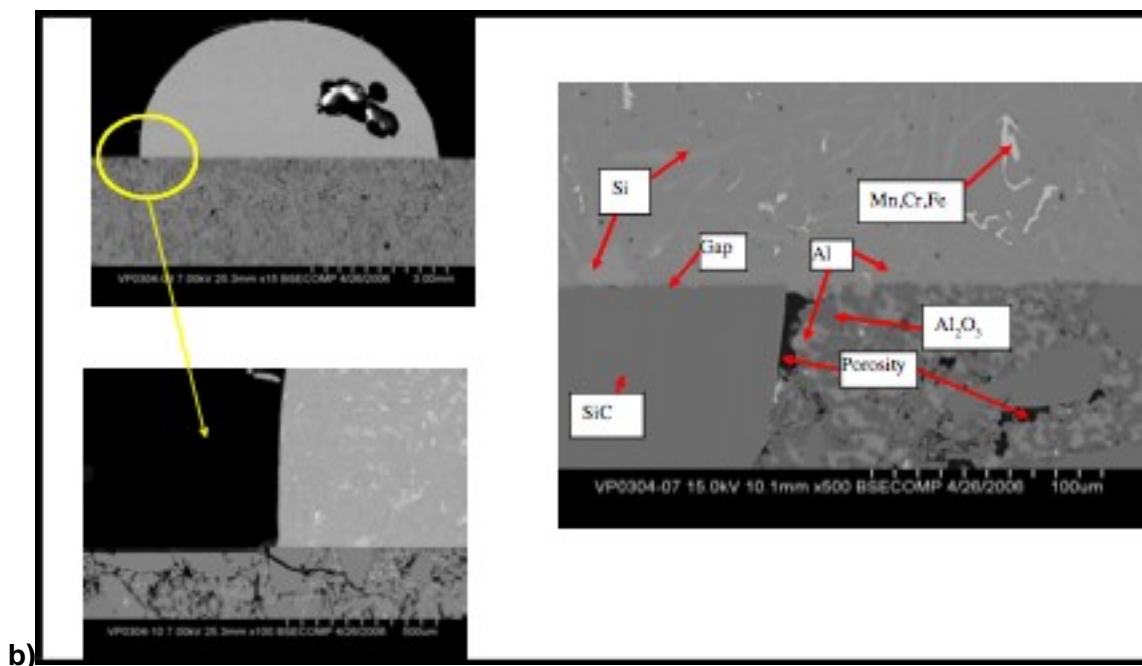 VP0304-09 7.00kV 25.3mm x15 BSECOMP 4/26/2006 3.00mm
Si
Mn,Cr,Fe
Gap
Al
Al2O3
Porosity
SiC
VP0304-07 15.0kV 10.1mm x500 BSECOMP 4/26/2006 100um
VP0304-10 7.00kV 25.3mm x100 BSECOMP 4/26/2006 500um
b)